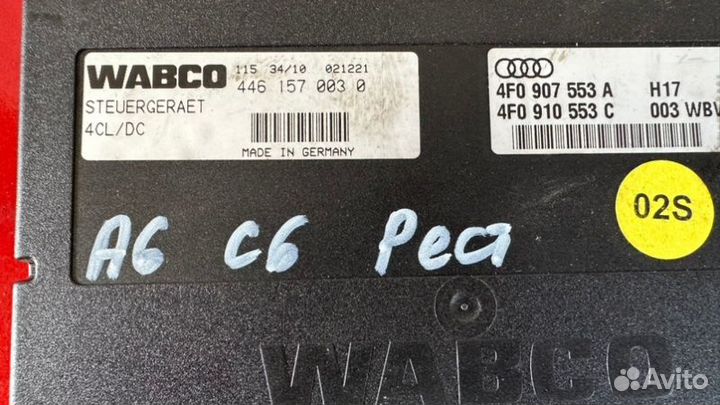 WABCO 115 34/10 021221
446 157 003 0
STEUERGERAET
4CL/DC
MADE IN GERMANY
4F0 907 553 A H17
4F0 910 553 C 003 WBV
02S
A6 C6 Рест
WABCO
Avito